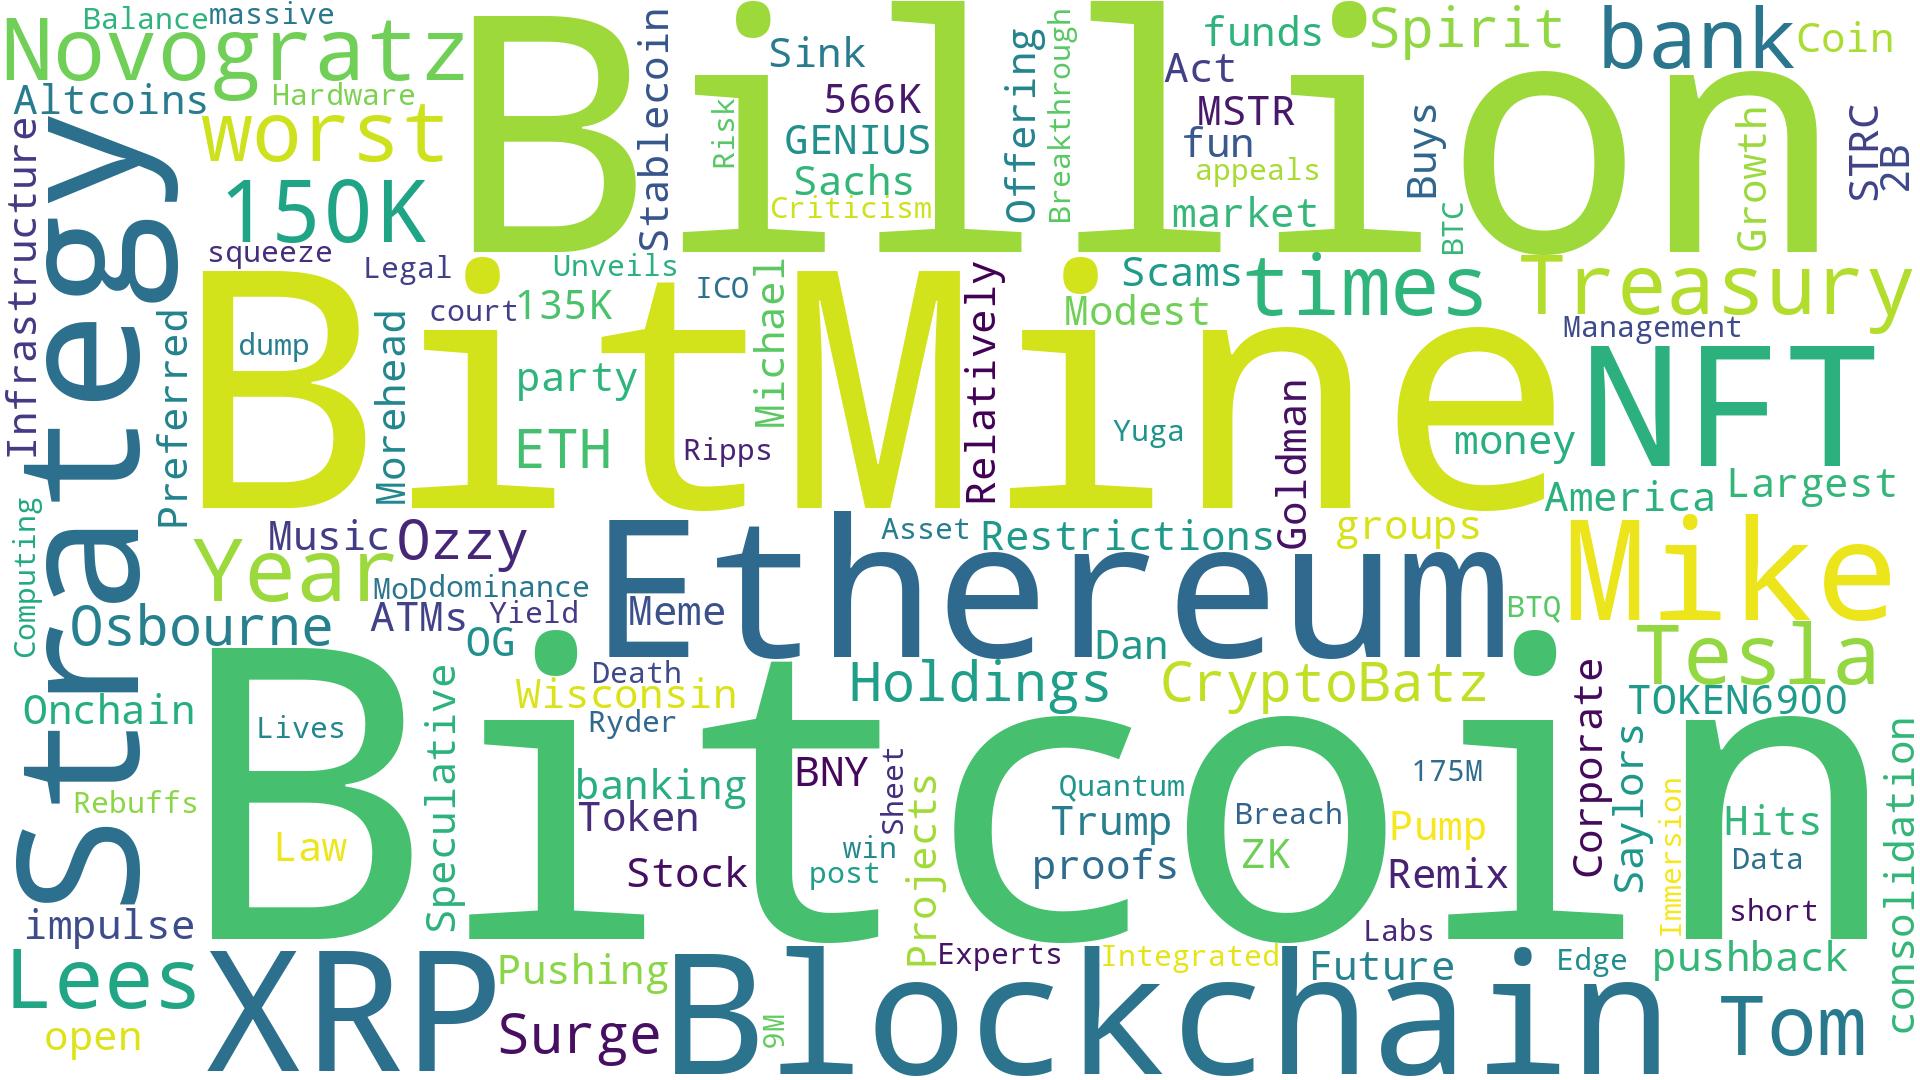 Balance
massive
Novogratz
Billion
Spirit
bank
Coin
Altcoins
Hardware
worst
150K
squeeze
Sink
566K
GENIUS
Sachs
Criticism
Stablecoin
Risk
Offering
Breakthrough
funds
Act
MSTR
fun
appeals
market
Buys
BTC
Growth
STRC
2B
Infrastructure
Strategy
Legal
court
Unveils
135K
ICO
Michael
Relatively
Scams
Modest
times
Treasury
Management
BitMine
dump
Preferred
Morehead
party
ETH
Ripps
Yuga
Goldman
money
NFT
America
Largest
Computing
Music
Ozzy
Year
MoD
dominance
ATMs
Yield
Osbourne
OG
Asset
Restrictions
groups
Ethereum
Meme
Dan
BTQ
Mike
Tesla
Death
Wisconsin
Ryder
Holdings
CryptoBatz
TOKEN6900
Onchain
Lives
Rebuffs
Law
Bitcoin
Speculative
banking
Token
Stock
BNY
Sheet
win
post
Projects
Quantum
Trump
proofs
Breach
ZK
175M
Pump
Remix
Corporate
Saylors
Immersion
Hits
Data
short
consolidation
impulse
Lees
open
XRP
Pushing
Surge
9M
Blockchain
Experts
Integrated
Labs
Future
Edge
pushback
Tom